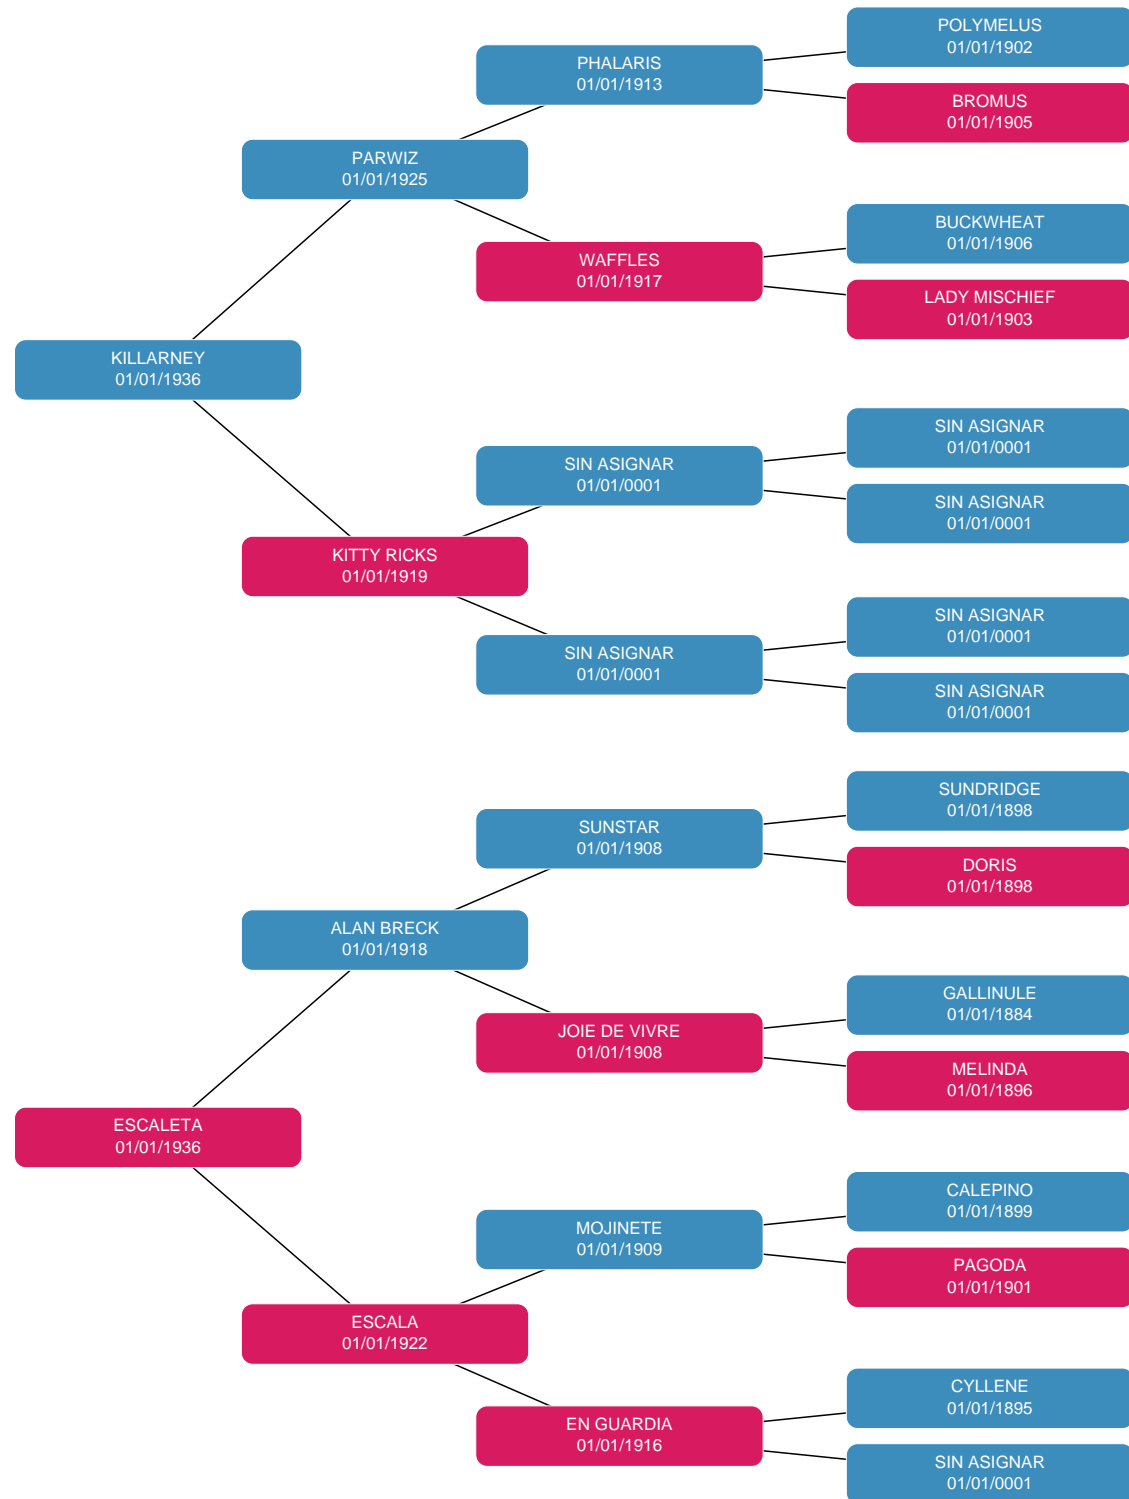 POLYMELUS
01/01/1902
PHALARIS
01/01/1913
BROMUS
01/01/1905
PARWIZ
01/01/1925
BUCKWHEAT
01/01/1906
WAFFLES
01/01/1917
LADY MISCHIEF
01/01/1903
KILLARNEY
01/01/1936
SIN ASIGNAR
01/01/0001
SIN ASIGNAR
01/01/0001
SIN ASIGNAR
01/01/0001
KITTY RICKS
01/01/1919
SIN ASIGNAR
01/01/0001
SIN ASIGNAR
01/01/0001
SIN ASIGNAR
01/01/0001
SUNDRIDGE
01/01/1898
SUNSTAR
01/01/1908
DORIS
01/01/1898
ALAN BRECK
01/01/1918
GALLINULE
01/01/1884
JOIE DE VIVRE
01/01/1908
MELINDA
01/01/1896
ESCALETA
01/01/1936
CALEPINO
01/01/1899
MOJINETE
01/01/1909
PAGODA
01/01/1901
ESCALA
01/01/1922
CYLLENE
01/01/1895
EN GUARDIA
01/01/1916
SIN ASIGNAR
01/01/0001